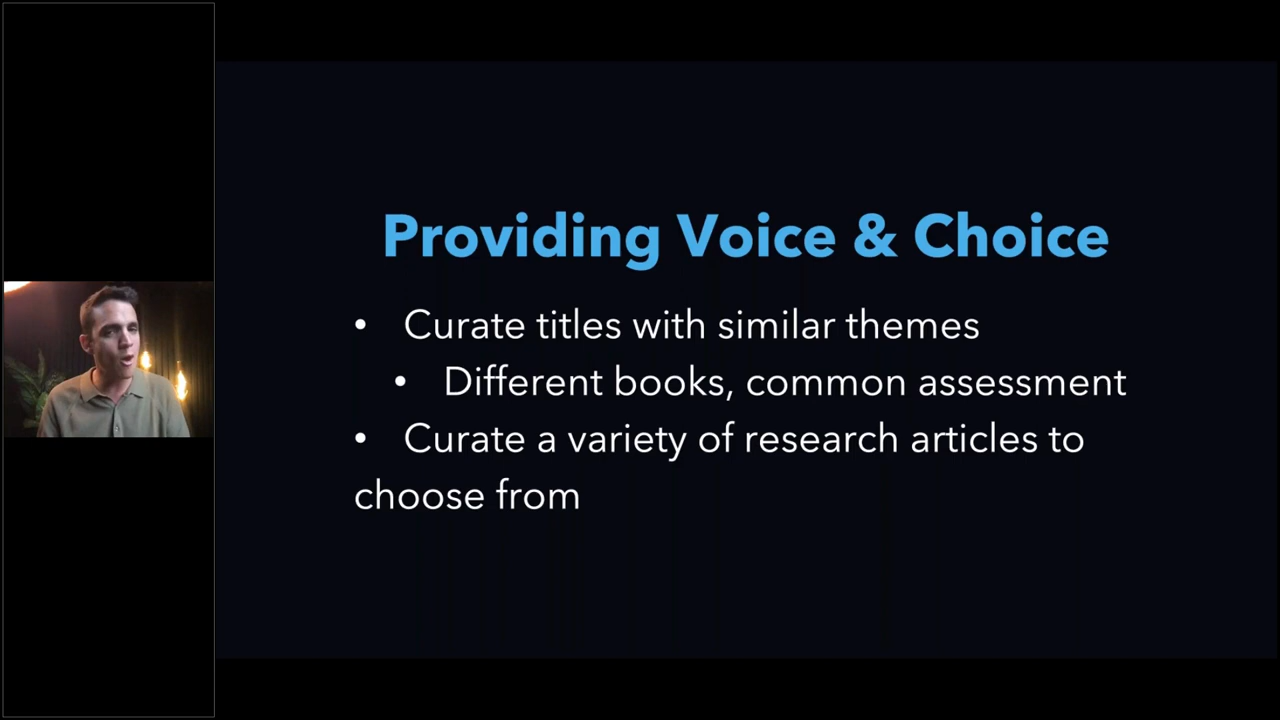 Providing Voice & Choice
• Curate titles with similar themes
• Different books, common assessment
• Curate a variety of research articles to
choose from